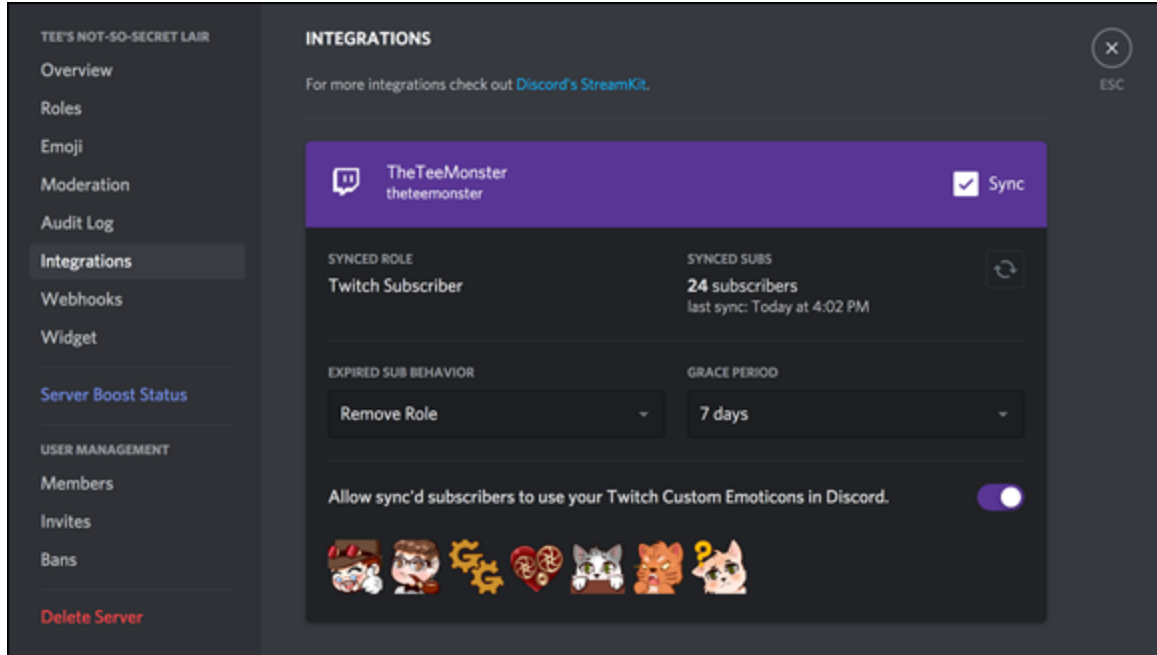 TEE'S NOT-SO-SECRET LAIR
Overview
Roles
Emoji
Moderation
Audit Log
Integrations
Webhooks
Widget
Server Boost Status
USER MANAGEMENT
Members
Invites
Bans
Delete Server
INTEGRATIONS
For more integrations check out Discord's StreamKit.
ESC
TheTeeMonster
theteemonster
Sync
SYNCED ROLE
Twitch Subscriber
SYNCED SUBS
24 subscribers
last sync: Today at 4:02 PM
EXPIRED SUB BEHAVIOR
Remove Role
GRACE PERIOD
7 days
Allow sync'd subscribers to use your Twitch Custom Emoticons in Discord.
GG